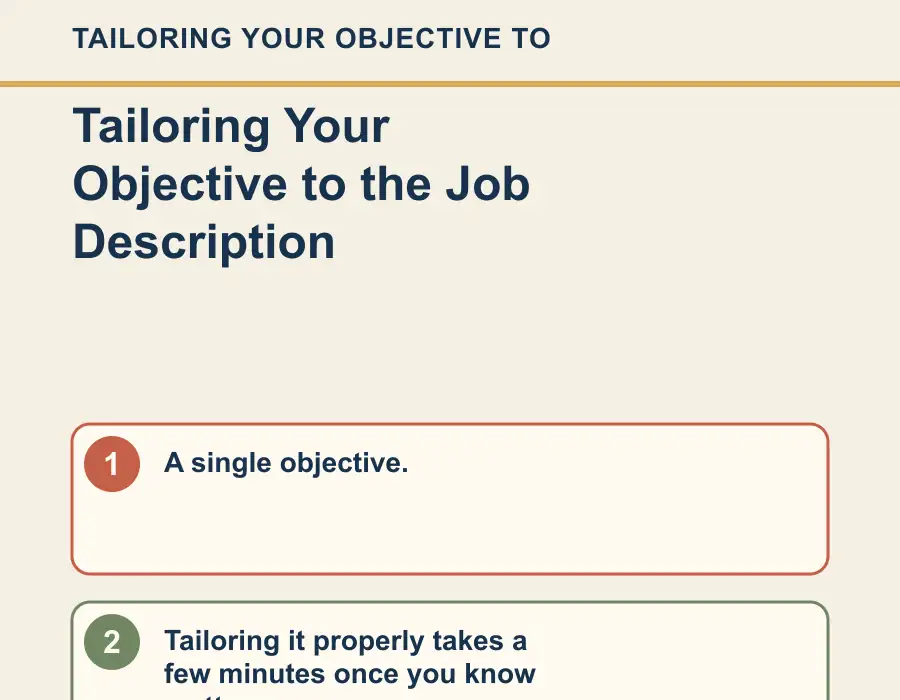 TAILORING YOUR OBJECTIVE TO
Tailoring Your
Objective to the Job
Description
1
A single objective.
2
Tailoring it properly takes a
few minutes once you know